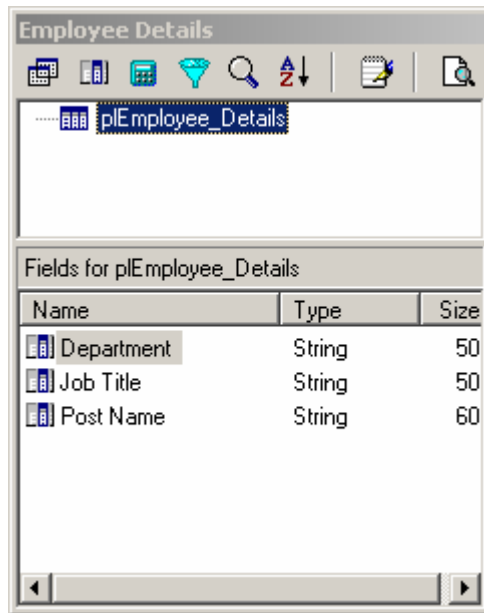 Employee Details
A Z
plEmployee_Details
Fields for plEmployee_Details
Name Type Size
Department String 50
Job Title String 50
Post Name String 60